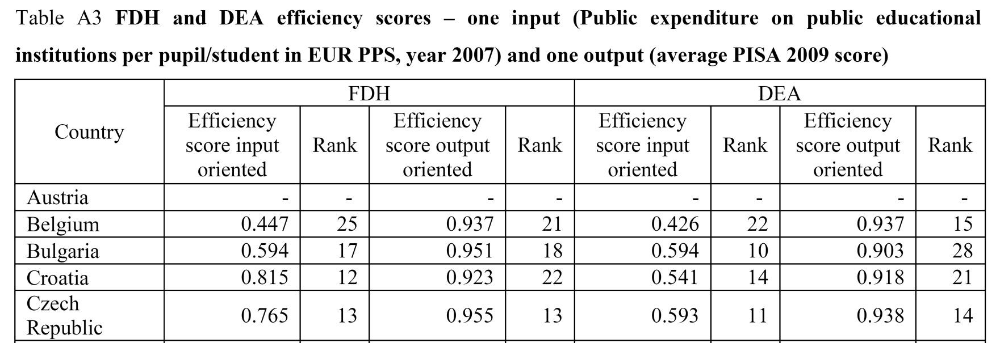 Table A3 FDH and DEA efficiency scores – one input (Public expenditure on public educational
institutions per pupil/student in EUR PPS, year 2007) and one output (average PISA 2009 score)
Country FDH DEA
Efficiency score input oriented Rank Efficiency score output oriented Rank Efficiency score input oriented Rank Efficiency score output oriented Rank
Austria - - - - - - - -
Belgium 0.447 25 0.937 21 0.426 22 0.937 15
Bulgaria 0.594 17 0.951 18 0.594 10 0.903 28
Croatia 0.815 12 0.923 22 0.541 14 0.918 21
Czech Republic 0.765 13 0.955 13 0.593 11 0.938 14